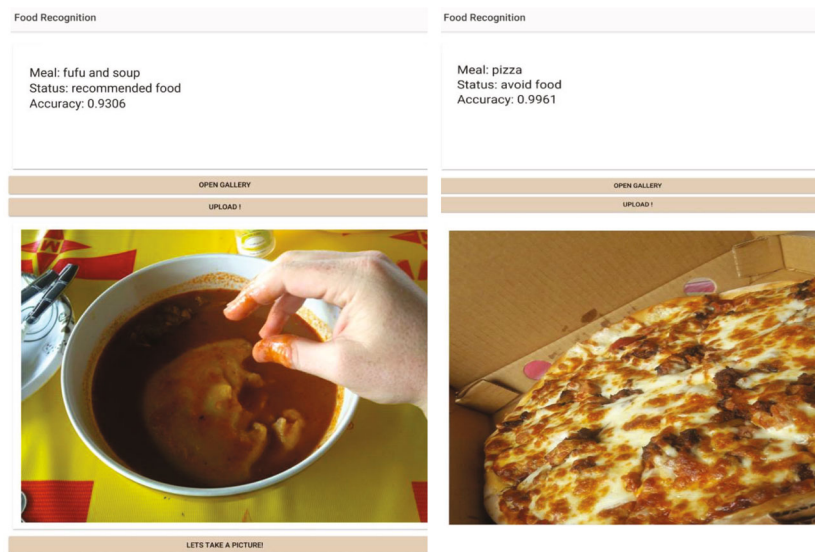 Food Recognition
Meal: fufu and soup
Status: recommended food
Accuracy: 0.9306
OPEN GALLERY
UPLOAD !
LETS TAKE A PICTURE!
Food Recognition
Meal: pizza
Status: avoid food
Accuracy: 0.9961
OPEN GALLERY
UPLOAD !